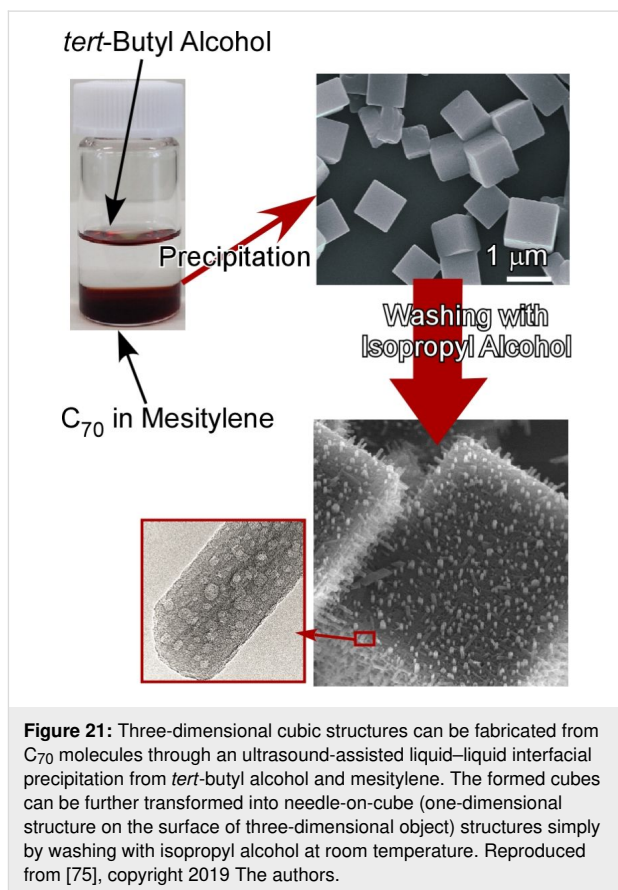 tert-Butyl Alcohol
Precipitation
1 μm
Washing with
Isopropyl Alcohol
C70 in Mesitylene
Figure 21: Three-dimensional cubic structures can be fabricated from
C70 molecules through an ultrasound-assisted liquid–liquid interfacial
precipitation from tert-butyl alcohol and mesitylene. The formed cubes
can be further transformed into needle-on-cube (one-dimensional
structure on the surface of three-dimensional object) structures simply
by washing with isopropyl alcohol at room temperature. Reproduced
from [75], copyright 2019 The authors.